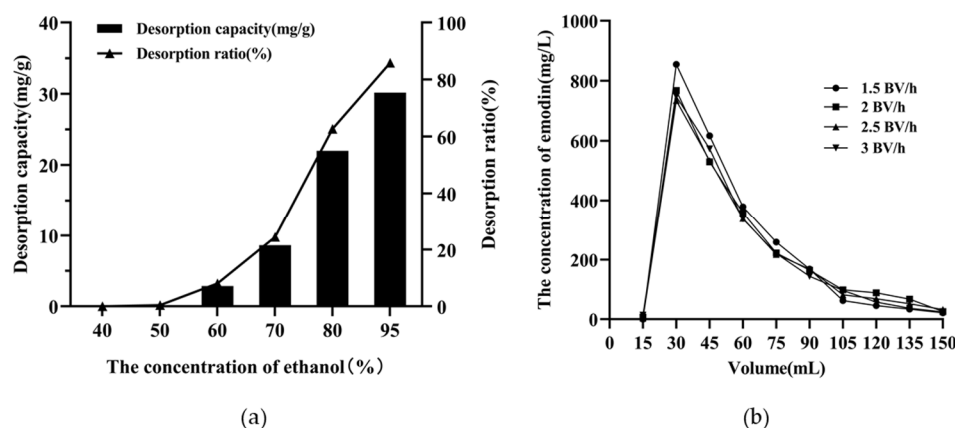 (a)
Desorption capacity(mg/g)
Desorption ratio(%)
Desorption capacity(mg/g)
40
30
20
10
0
100
80
60
40
20
0
Desorption ratio(%)
40 50 60 70 80 95
The concentration of ethanol(%)
(a)
(b)
The concentration of emodin(mg/L)
1000
800
600
400
200
0
1.5 BV/h
2 BV/h
2.5 BV/h
3 BV/h
0 15 30 45 60 75 90 105 120 135 150
Volume(mL)
(b)